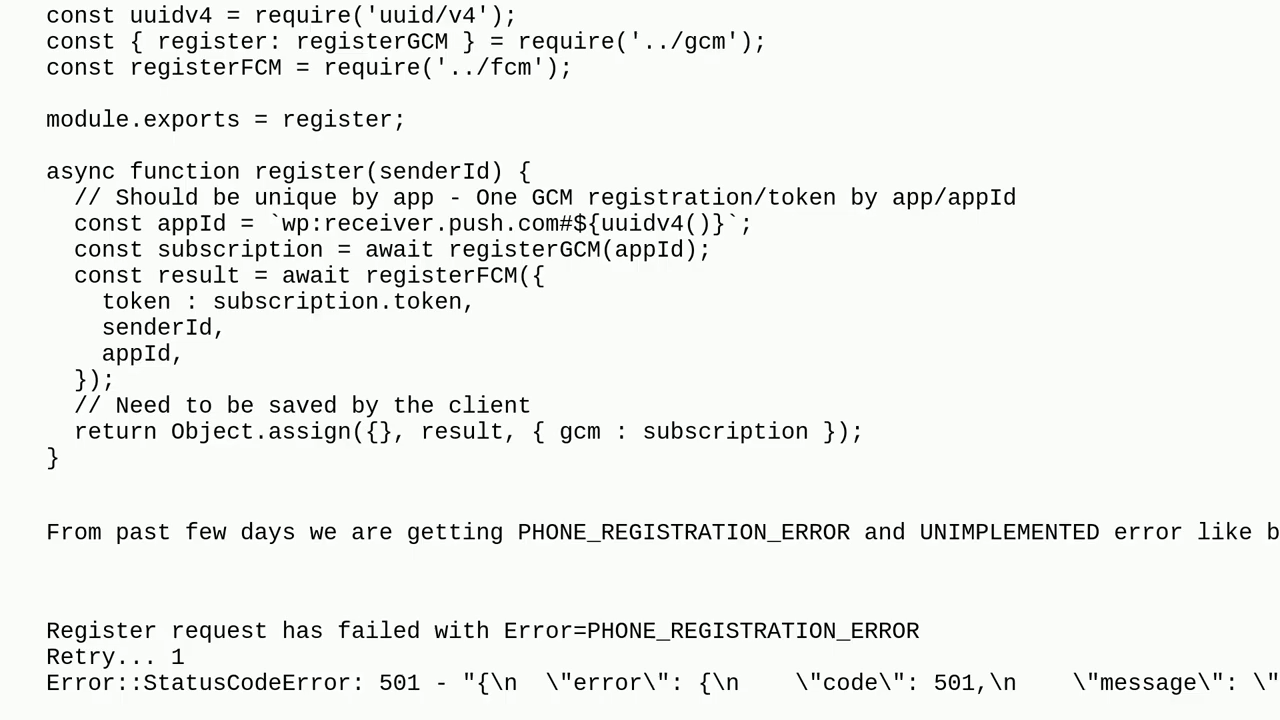 const uuidv4 = require('uuid/v4');
const { register: registerGCM } = require('../gcm');
const registerFCM = require('../fcm');
module.exports = register;
async function register(senderId) {
// Should be unique by app - One GCM registration/token by app/appId
const appId = `wp:receiver.push.com#${uuidv4()}`;
const subscription = await registerGCM(appId);
const result = await registerFCM({
token : subscription.token,
senderId,
appId,
});
// Need to be saved by the client
return Object.assign({}, result, { gcm : subscription });
}
From past few days we are getting PHONE_REGISTRATION_ERROR and UNIMPLEMENTED error like b
Register request has failed with Error=PHONE_REGISTRATION_ERROR
Retry... 1
Error::StatusCodeError: 501 - "{\n  \"error\": {\n    \"code\": 501,\n    \"message\": \"